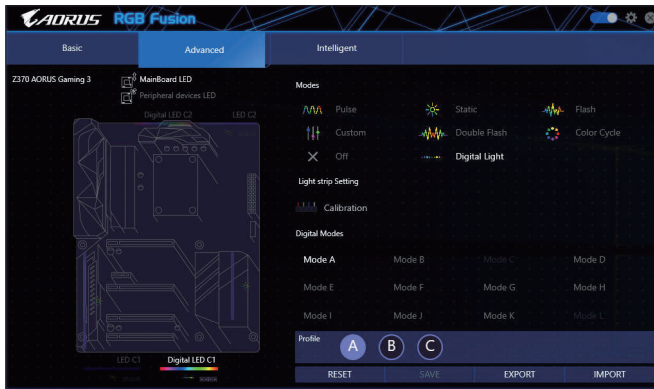 AORUS RGB Fusion
Basic Advanced Intelligent
Z370 AORUS Gaming 3
MainBoard LED
Peripheral devices LED
Digital LED C2 LED C2
LED C1 Digital LED C1
Modes
Pulse Static Flash
Custom Double Flash Color Cycle
Off Digital Light
Light strip Setting
Calibration
Digital Modes
Mode A Mode B Mode C Mode D
Mode E Mode F Mode G Mode H
Mode I Mode J Mode K Mode L
Profile A B C
RESET SAVE EXPORT IMPORT